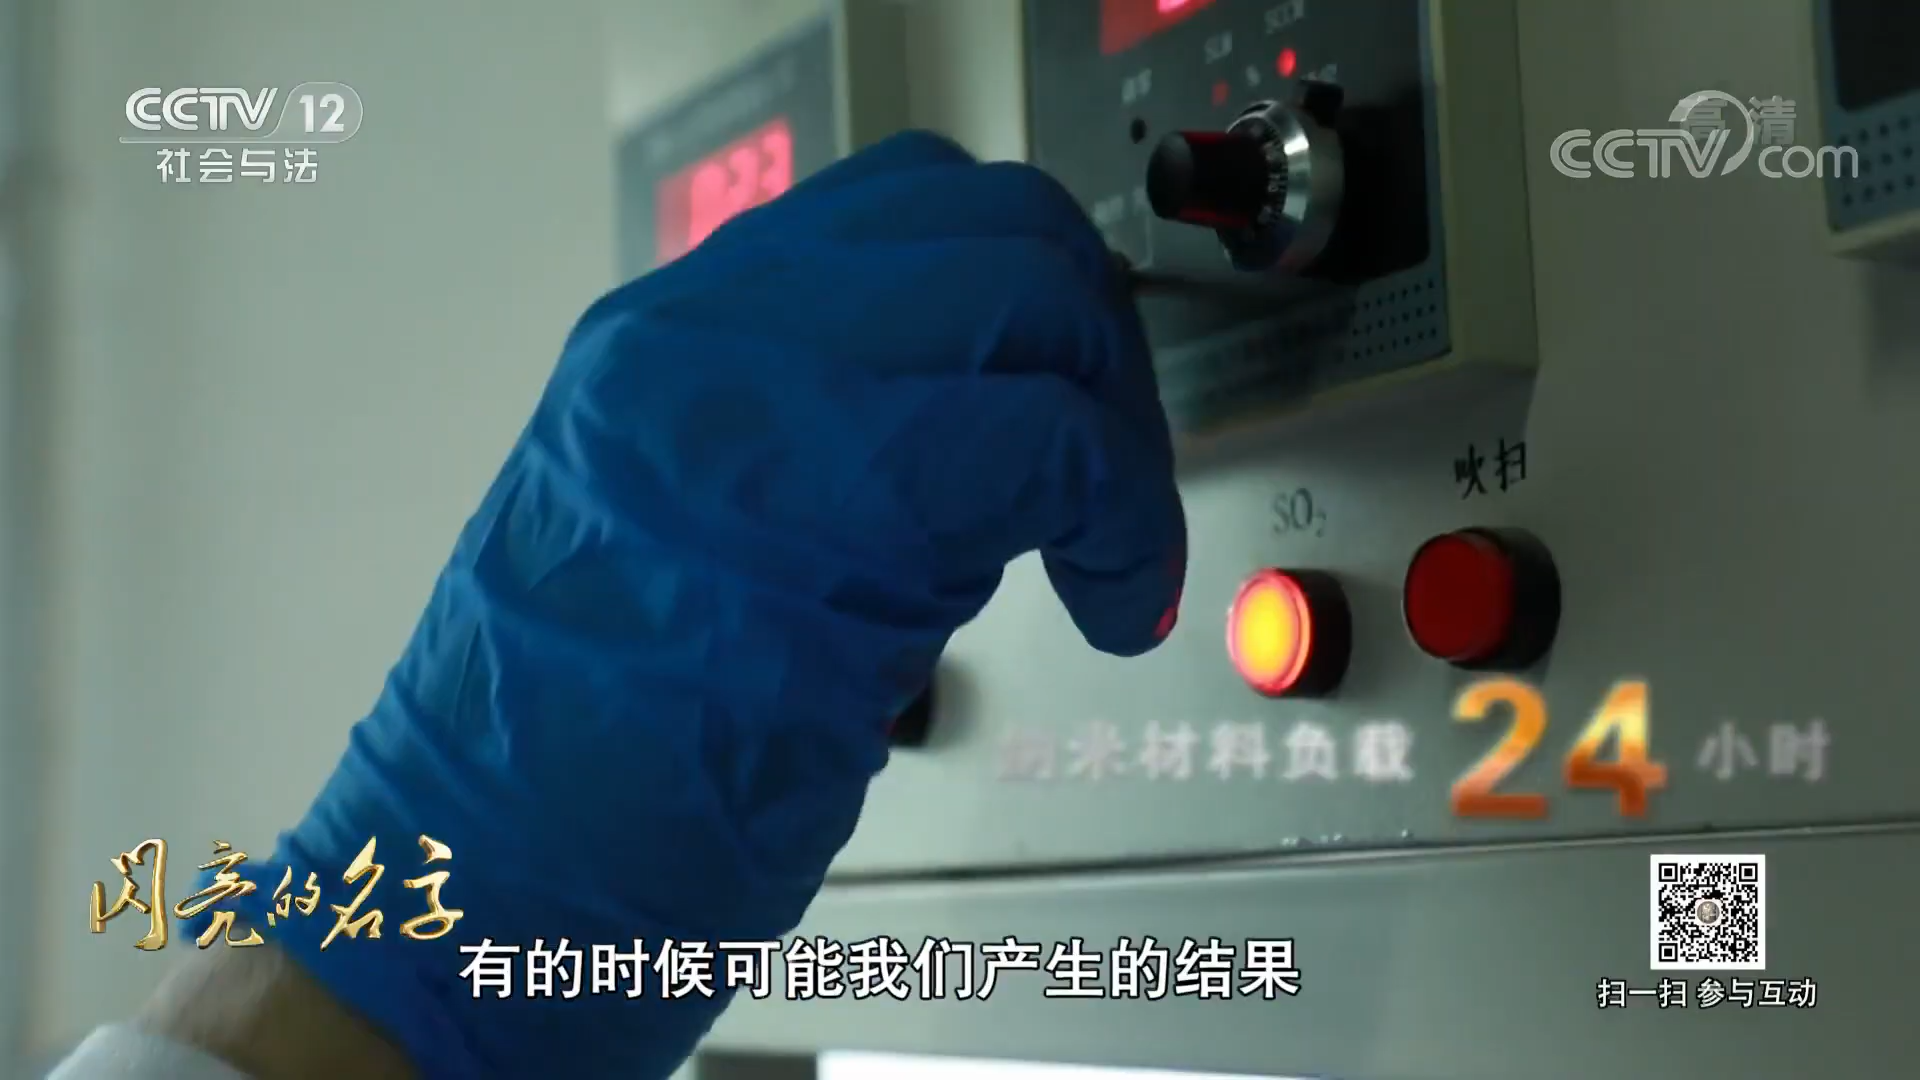 CCTV 12
社会与法
高清
CCTV.com
SCCM
SLM
%
吹扫
SO₂
纳米材料负载 24 小时
闪亮的名字
有的时候可能我们产生的结果
扫一扫 参与互动